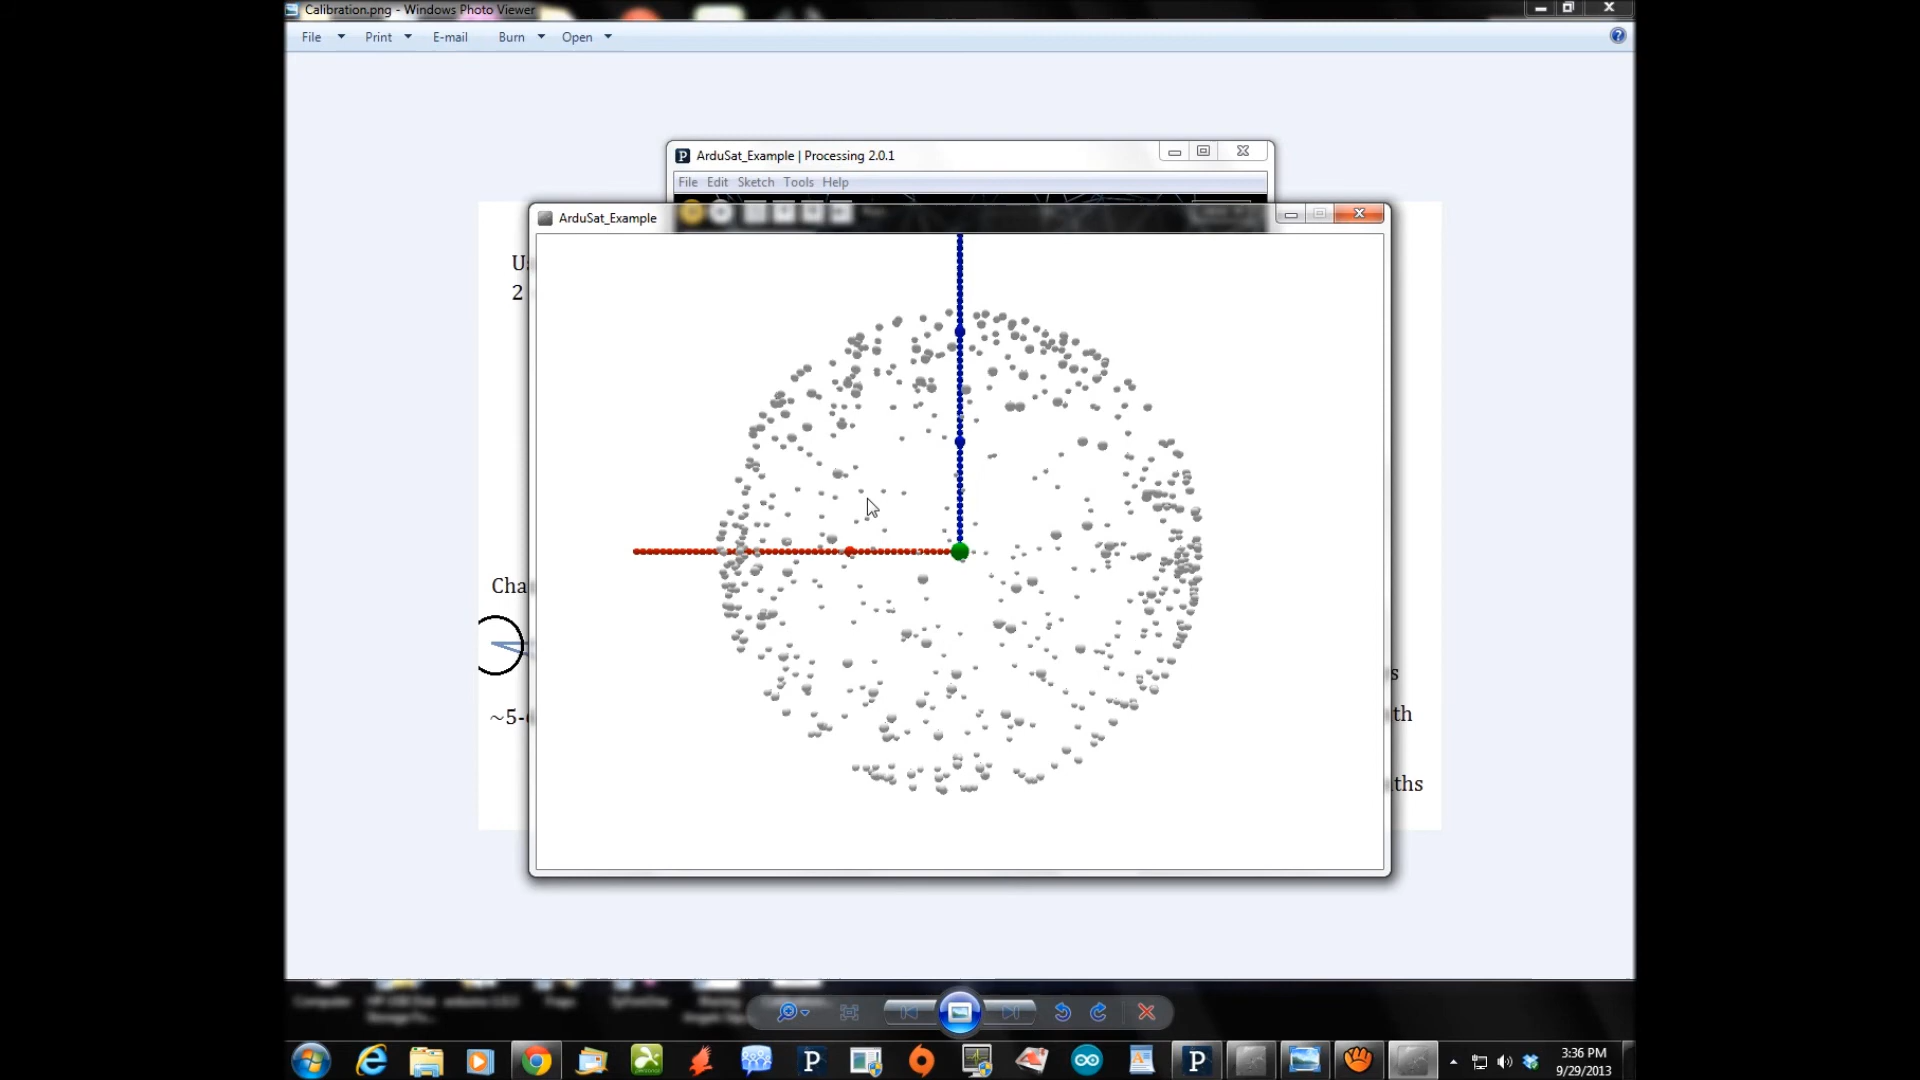 Calibration.png - Windows Photo Viewer
File Print E-mail Burn Open
ArduSat_Example | Processing 2.0.1
File Edit Sketch Tools Help
ArduSat_Example
2
Cha
~5-
s
th
ths
Computer
3:36 PM
9/29/2013